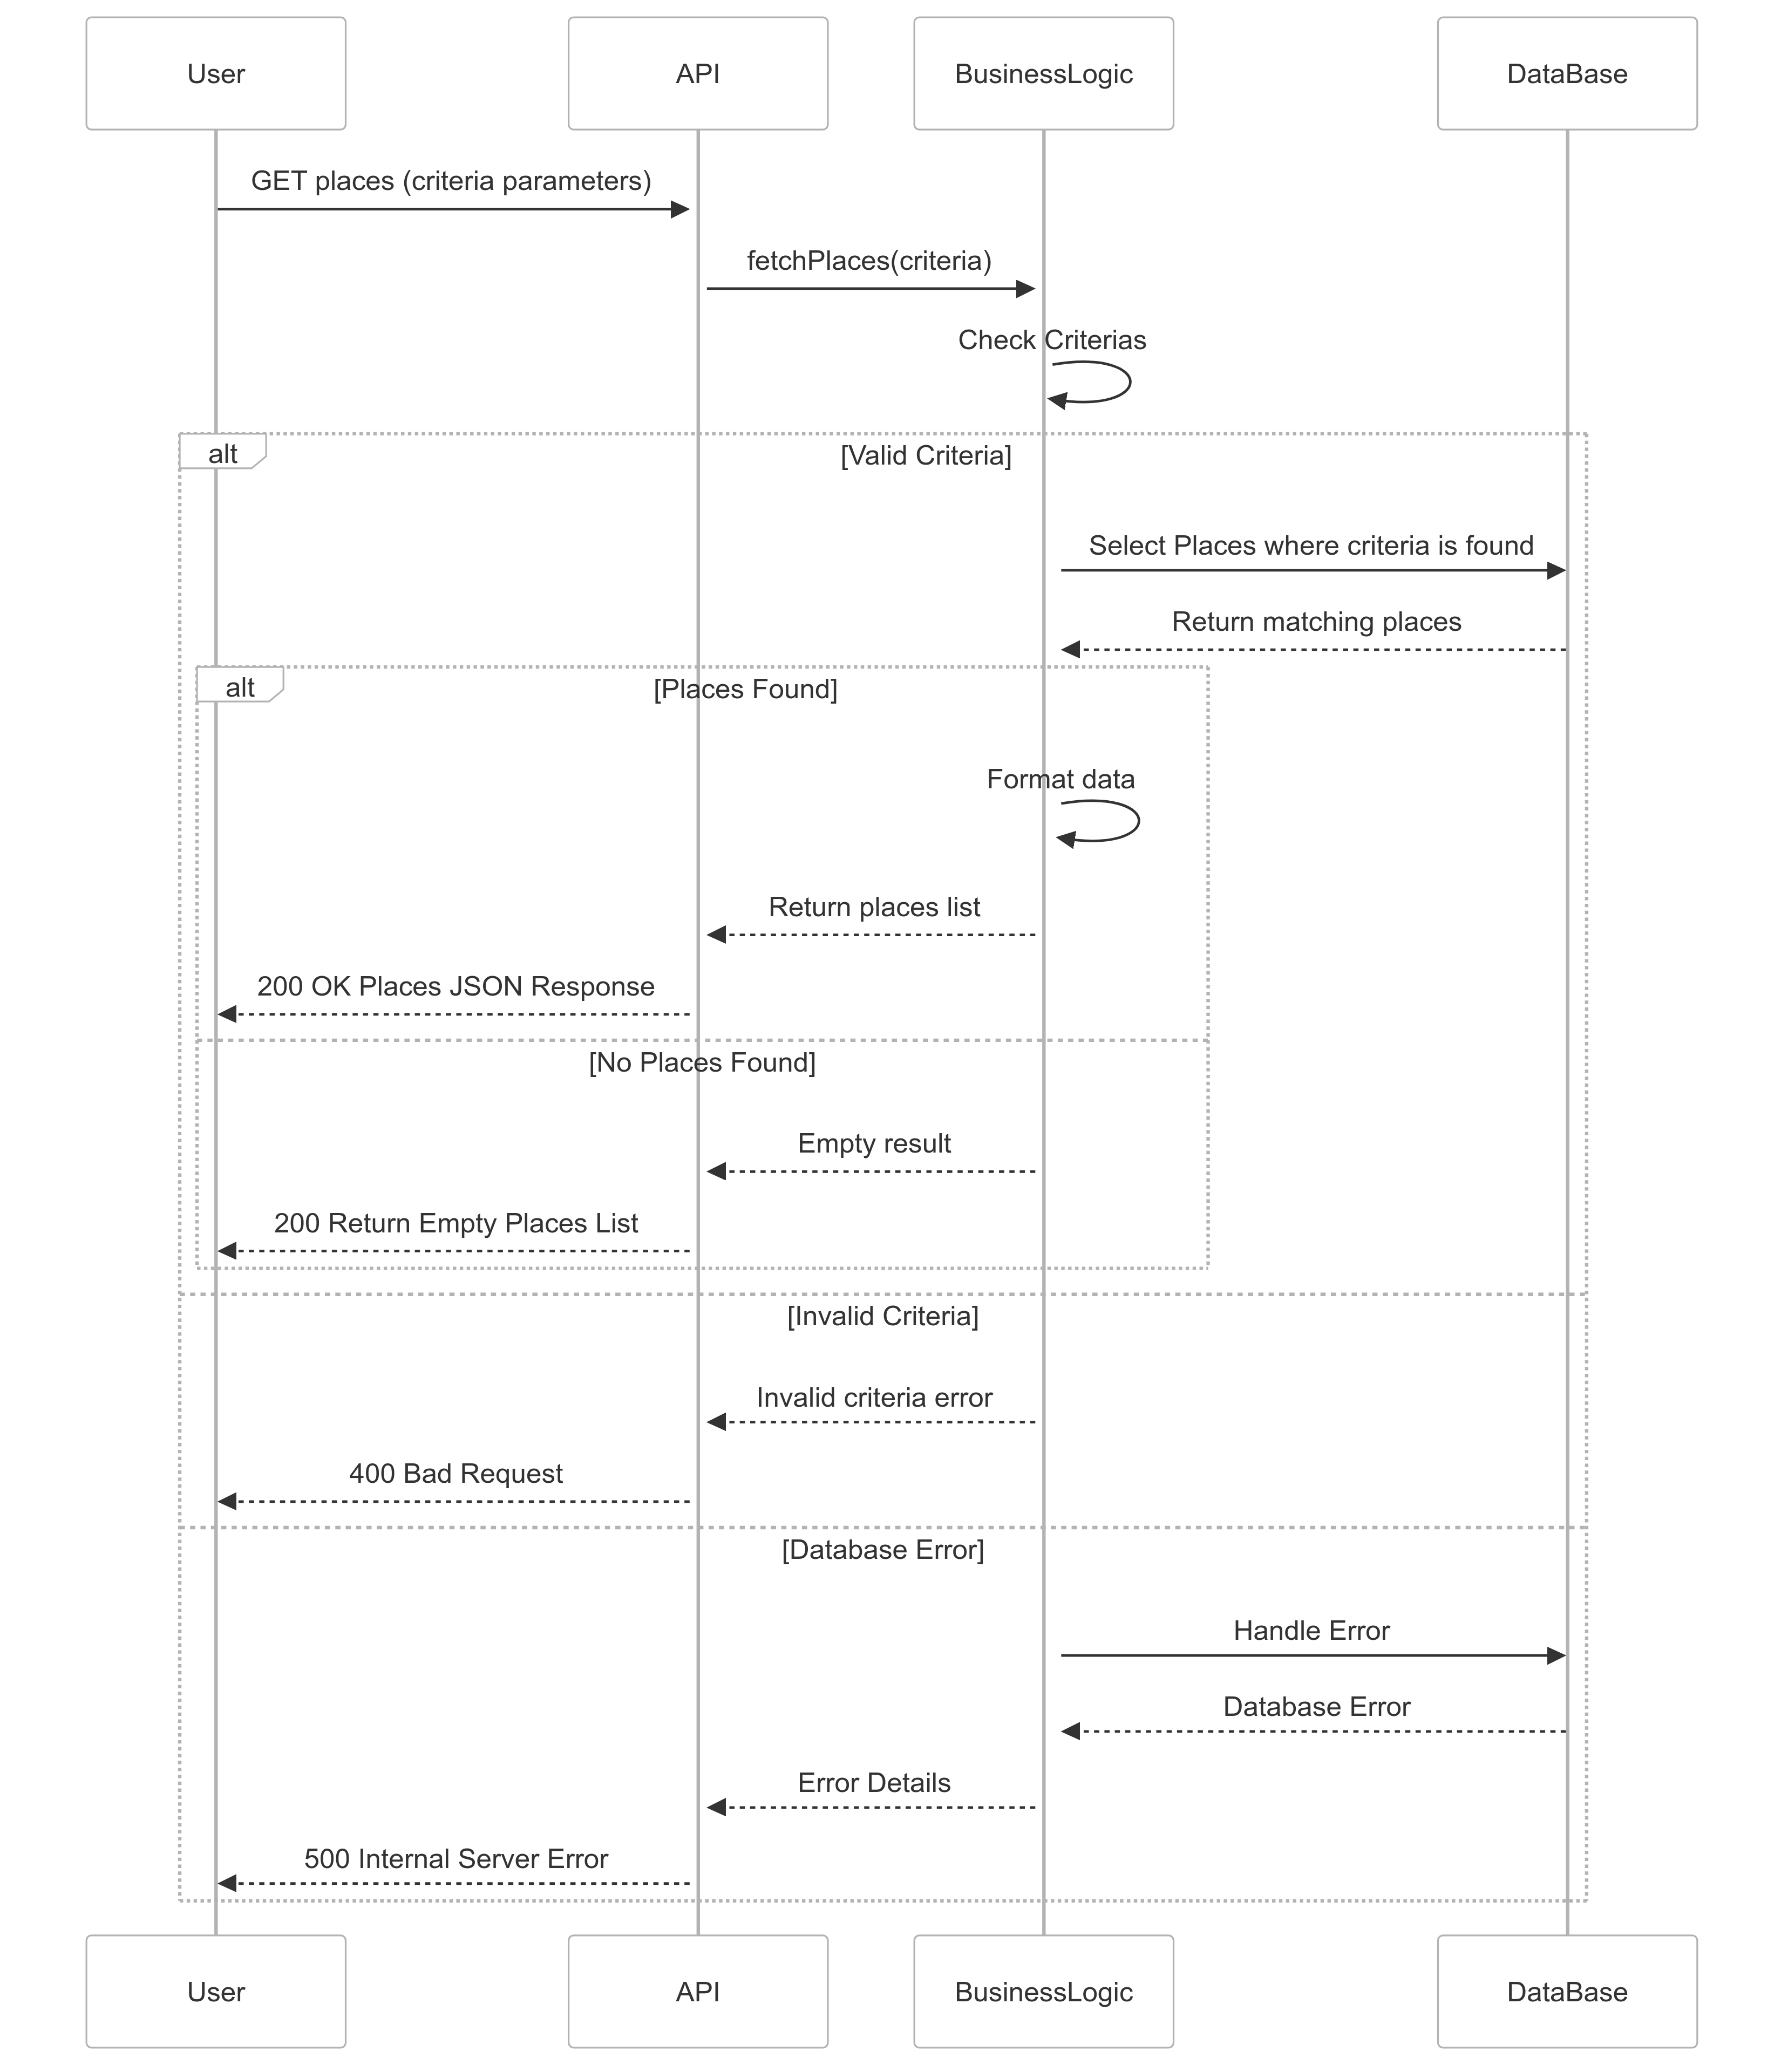 User
API
BusinessLogic
DataBase
GET places (criteria parameters)
fetchPlaces(criteria)
Check Criterias
alt
[Valid Criteria]
Select Places where criteria is found
Return matching places
alt
[Places Found]
Format data
Return places list
200 OK Places JSON Response
[No Places Found]
Empty result
200 Return Empty Places List
[Invalid Criteria]
Invalid criteria error
400 Bad Request
[Database Error]
Handle Error
Database Error
Error Details
500 Internal Server Error
User
API
BusinessLogic
DataBase